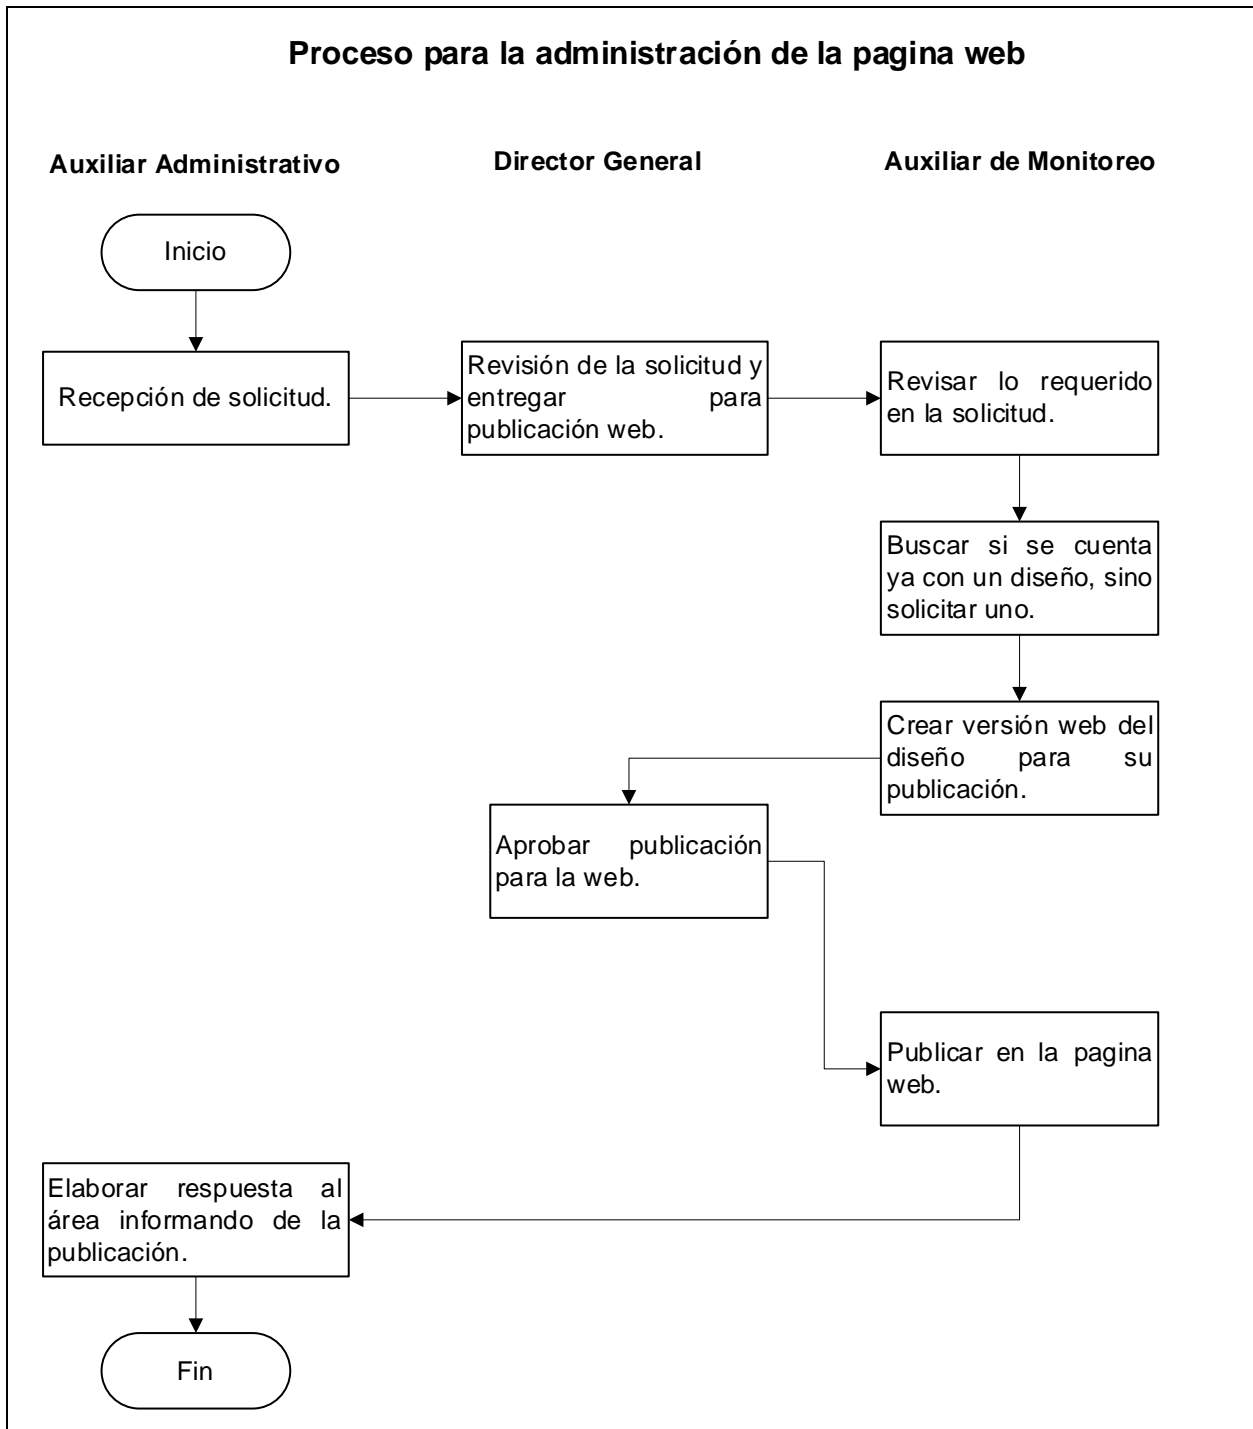 Proceso para la administración de la pagina web
Auxiliar Administrativo
Director General
Auxiliar de Monitoreo
Inicio
Recepción de solicitud.
Revisión de la solicitud y
entregar para
publicación web.
Revisar lo requerido
en la solicitud.
Buscar si se cuenta
ya con un diseño, sino
solicitar uno.
Crear versión web del
diseño para su
publicación.
Aprobar publicación
para la web.
Publicar en la pagina
web.
Elaborar respuesta al
área informando de la
publicación.
Fin